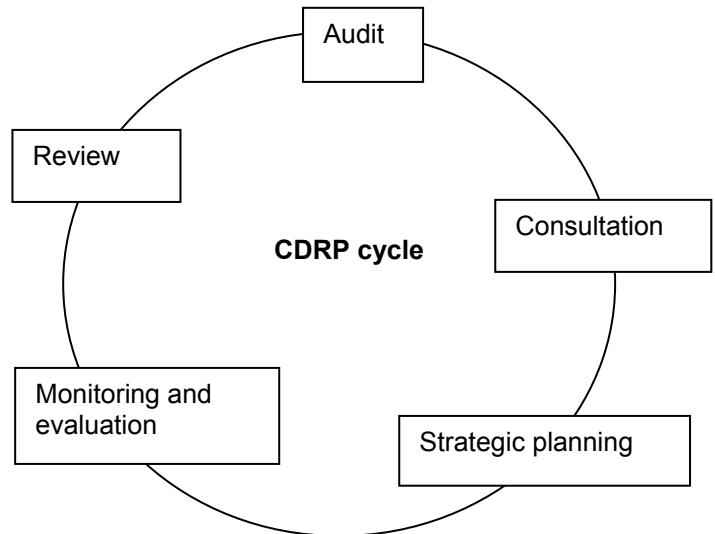 Audit
Review
Consultation
CDRP cycle
Monitoring and
evaluation
Strategic planning